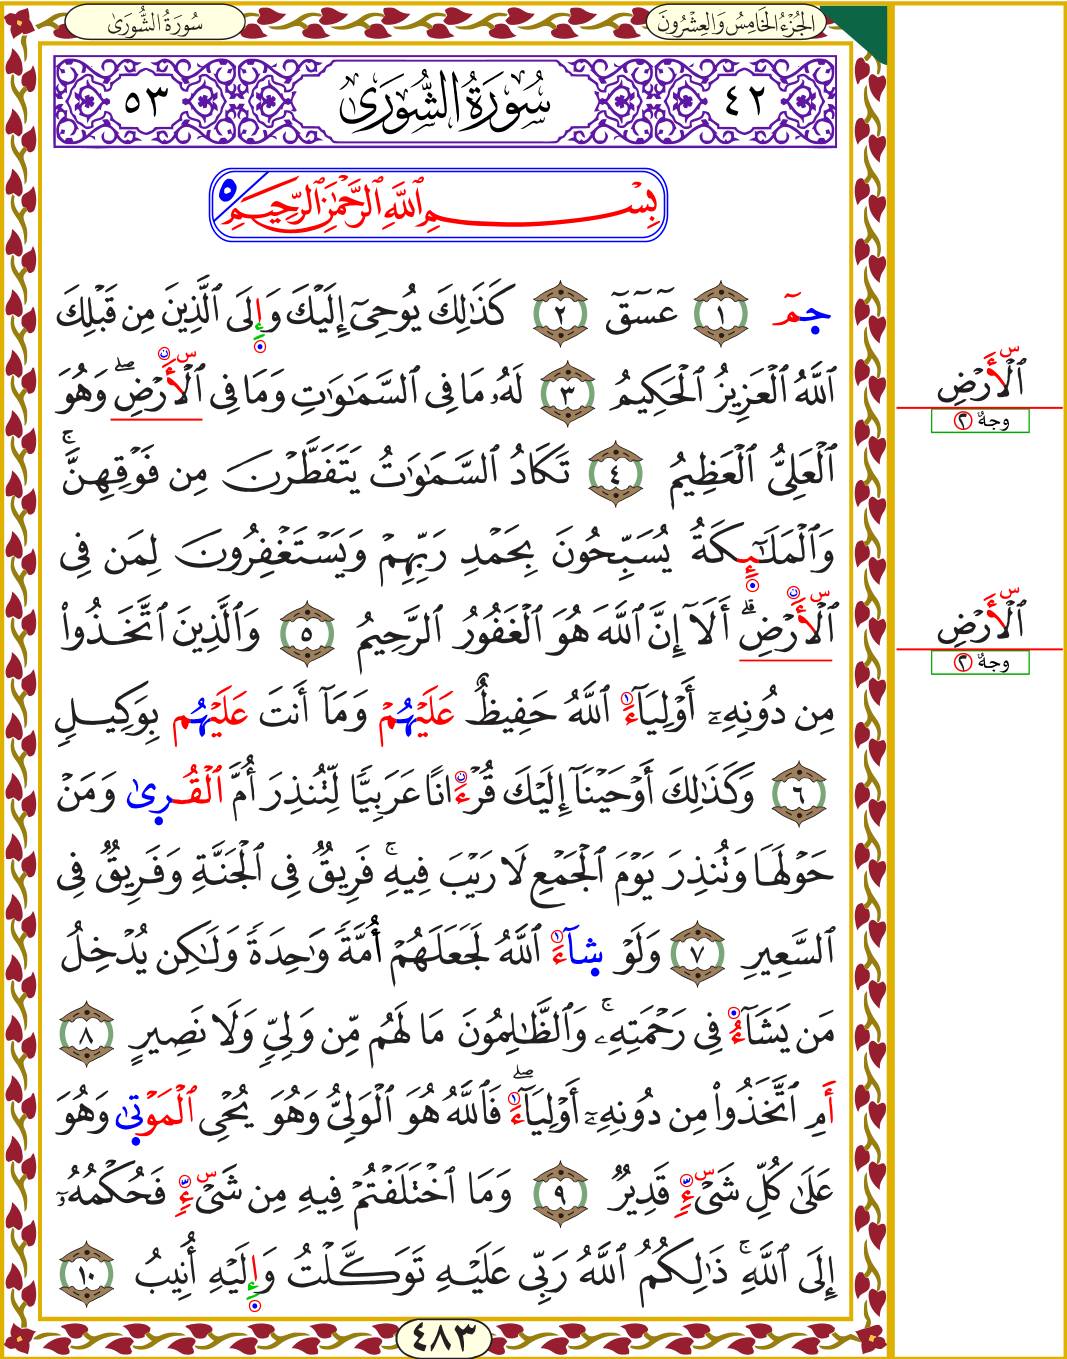 سُورَةُ الشُّورَىٰ
الجُزْءُ الْخَامِسُ وَالْعِشْرُونَ
٤٢ سُورَةُ الشُّورَىٰ ٥٣
بِسْمِ ٱللَّهِ ٱلرَّحْمَٰنِ ٱلرَّحِيمِ ٥
حمٓ ١ عٓسٓقٓ ٢ كَذَٰلِكَ يُوحِىٓ إِلَيْكَ وَإِلَى ٱلَّذِينَ مِن قَبْلِكَ
ٱللَّهُ ٱلْعَزِيزُ ٱلْحَكِيمُ ٣ لَهُۥ مَا فِى ٱلسَّمَٰوَٰتِ وَمَا فِى ٱلْأَرْضِ ۖ وَهُوَ
ٱلْعَلِىُّ ٱلْعَظِيمُ ٤ تَكَادُ ٱلسَّمَٰوَٰتُ يَتَفَطَّرْنَ مِن فَوْقِهِنَّ ۚ
وَٱلْمَلَٰٓئِكَةُ يُسَبِّحُونَ بِحَمْدِ رَبِّهِمْ وَيَسْتَغْفِرُونَ لِمَن فِى
ٱلْأَرْضِ ۗ أَلَآ إِنَّ ٱللَّهَ هُوَ ٱلْغَفُورُ ٱلرَّحِيمُ ٥ وَٱلَّذِينَ ٱتَّخَذُوا۟
مِن دُونِهِۦٓ أَوْلِيَآءَ ٱللَّهُ حَفِيظٌ عَلَيْهُمْ وَمَآ أَنتَ عَلَيْهُم بِوَكِيلٍ
٦ وَكَذَٰلِكَ أَوْحَيْنَآ إِلَيْكَ قُرْءَانًا عَرَبِيًّا لِّتُنذِرَ أُمَّ ٱلْقُرِىٰ وَمَنْ
حَوْلَهَا وَتُنذِرَ يَوْمَ ٱلْجَمْعِ لَا رَيْبَ فِيهِ ۚ فَرِيقٌ فِى ٱلْجَنَّةِ وَفَرِيقٌ فِى
ٱلسَّعِيرِ ٧ وَلَوْ شَآءَ ٱللَّهُ لَجَعَلَهُمْ أُمَّةً وَٰحِدَةً وَلَٰكِن يُدْخِلُ
مَن يَشَآءُ فِى رَحْمَتِهِۦ ۚ وَٱلظَّٰلِمُونَ مَا لَهُم مِّن وَلِىٍّ وَلَا نَصِيرٍ ٨
أَمِ ٱتَّخَذُوا۟ مِن دُونِهِۦٓ أَوْلِيَآءَ ۖ فَٱللَّهُ هُوَ ٱلْوَلِىُّ وَهُوَ يُحْىِ ٱلْمَوْتِىٰ وَهُوَ
عَلَىٰ كُلِّ شَىْءٍ قَدِيرٌ ٩ وَمَا ٱخْتَلَفْتُمْ فِيهِ مِن شَىْءٍ فَحُكْمُهُۥٓ
إِلَى ٱللَّهِ ۚ ذَٰلِكُمُ ٱللَّهُ رَبِّى عَلَيْهِ تَوَكَّلْتُ وَإِلَيْهِ أُنِيبُ ١٠
٤٨٣
ٱلْأَرْضِ
وجهٌ ٢
ٱلْأَرْضِ
وجهٌ ٢